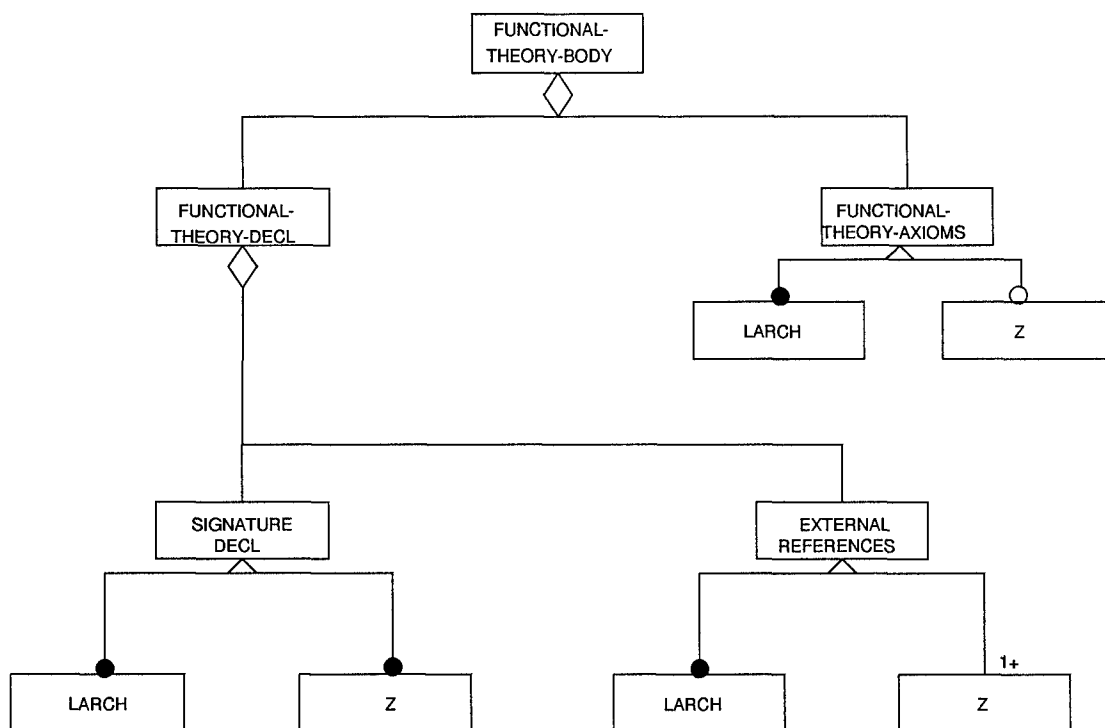 FUNCTIONAL-
THEORY-BODY
FUNCTIONAL-
THEORY-DECL
FUNCTIONAL-
THEORY-AXIOMS
LARCH
Z
SIGNATURE
DECL
EXTERNAL
REFERENCES
LARCH
Z
LARCH
1+
Z